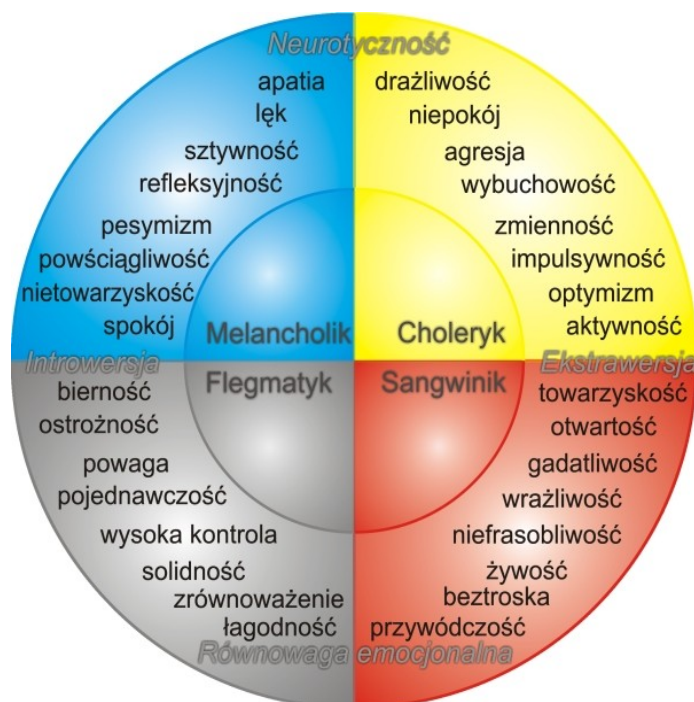 Neurotyczność
apatia
lęk
sztywność
refleksyjność
pesymizm
powściągliwość
nietowarzyskość
spokój
Melancholik
drażliwość
niepokój
agresja
wybuchowość
zmienność
impulsywność
optymizm
aktywność
Choleryk
Introwersja
Ekstrawersja
Flegmatyk
bierność
ostrożność
powaga
pojednawczość
wysoka kontrola
solidność
zrównoważenie
łagodność
Sangwinik
towarzyskość
otwartość
gadatliwość
wrażliwość
niefrasobliwość
żywość
beztroska
przywódczość
Równowaga emocjonalna